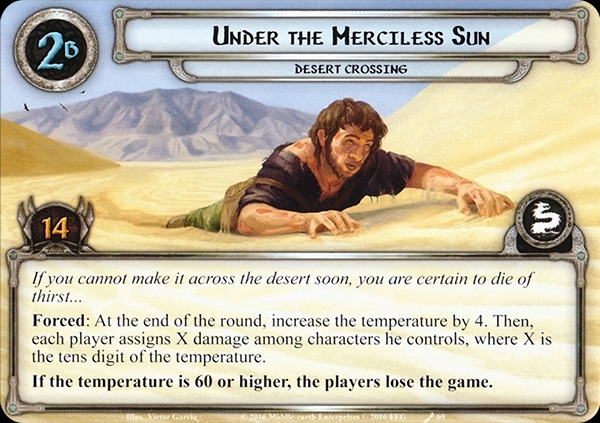 2B
UNDER THE MERCILESS SUN
DESERT CROSSING
14
If you cannot make it across the desert soon, you are certain to die of
thirst...
Forced: At the end of the round, increase the temperature by 4. Then,
each player assigns X damage among characters he controls, where X is
the tens digit of the temperature.
If the temperature is 60 or higher, the players lose the game.
Illus. Victor Garcia © 2016 Middle-earth Enterprises © 2016 FFG 69